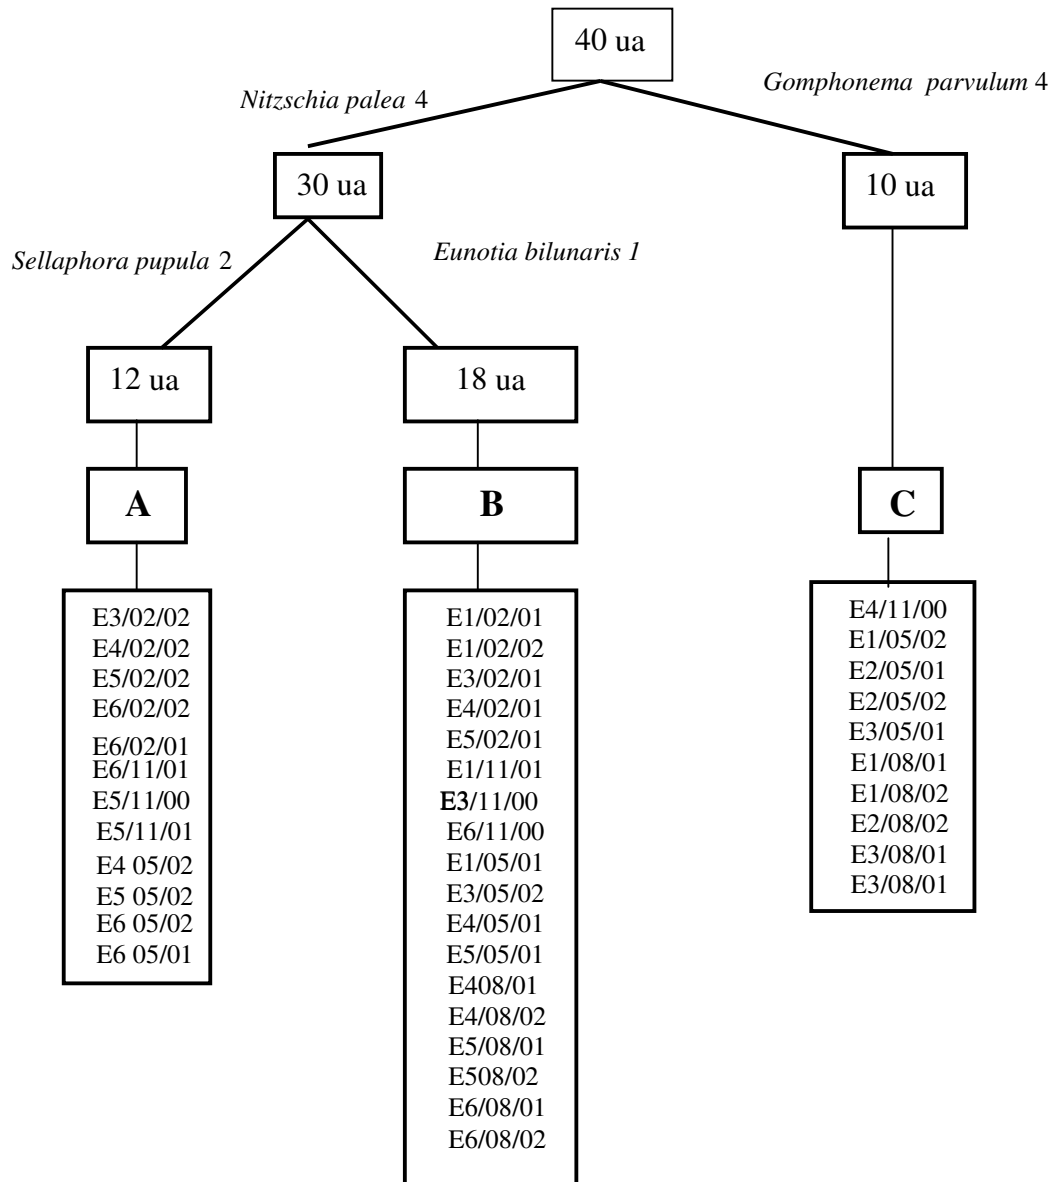 40 ua
Nitzschia palea 4
Gomphonema parvulum 4
30 ua
10 ua
Sellaphora pupula 2
Eunotia bilunaris 1
12 ua
18 ua
A
B
C
E3/02/02
E4/02/02
E5/02/02
E6/02/02
E6/02/01
E6/11/01
E5/11/00
E5/11/01
E4 05/02
E5 05/02
E6 05/02
E6 05/01
E1/02/01
E1/02/02
E3/02/01
E4/02/01
E5/02/01
E1/11/01
E3/11/00
E6/11/00
E1/05/01
E3/05/02
E4/05/01
E5/05/01
E408/01
E4/08/02
E5/08/01
E508/02
E6/08/01
E6/08/02
E4/11/00
E1/05/02
E2/05/01
E2/05/02
E3/05/01
E1/08/01
E1/08/02
E2/08/02
E3/08/01
E3/08/01